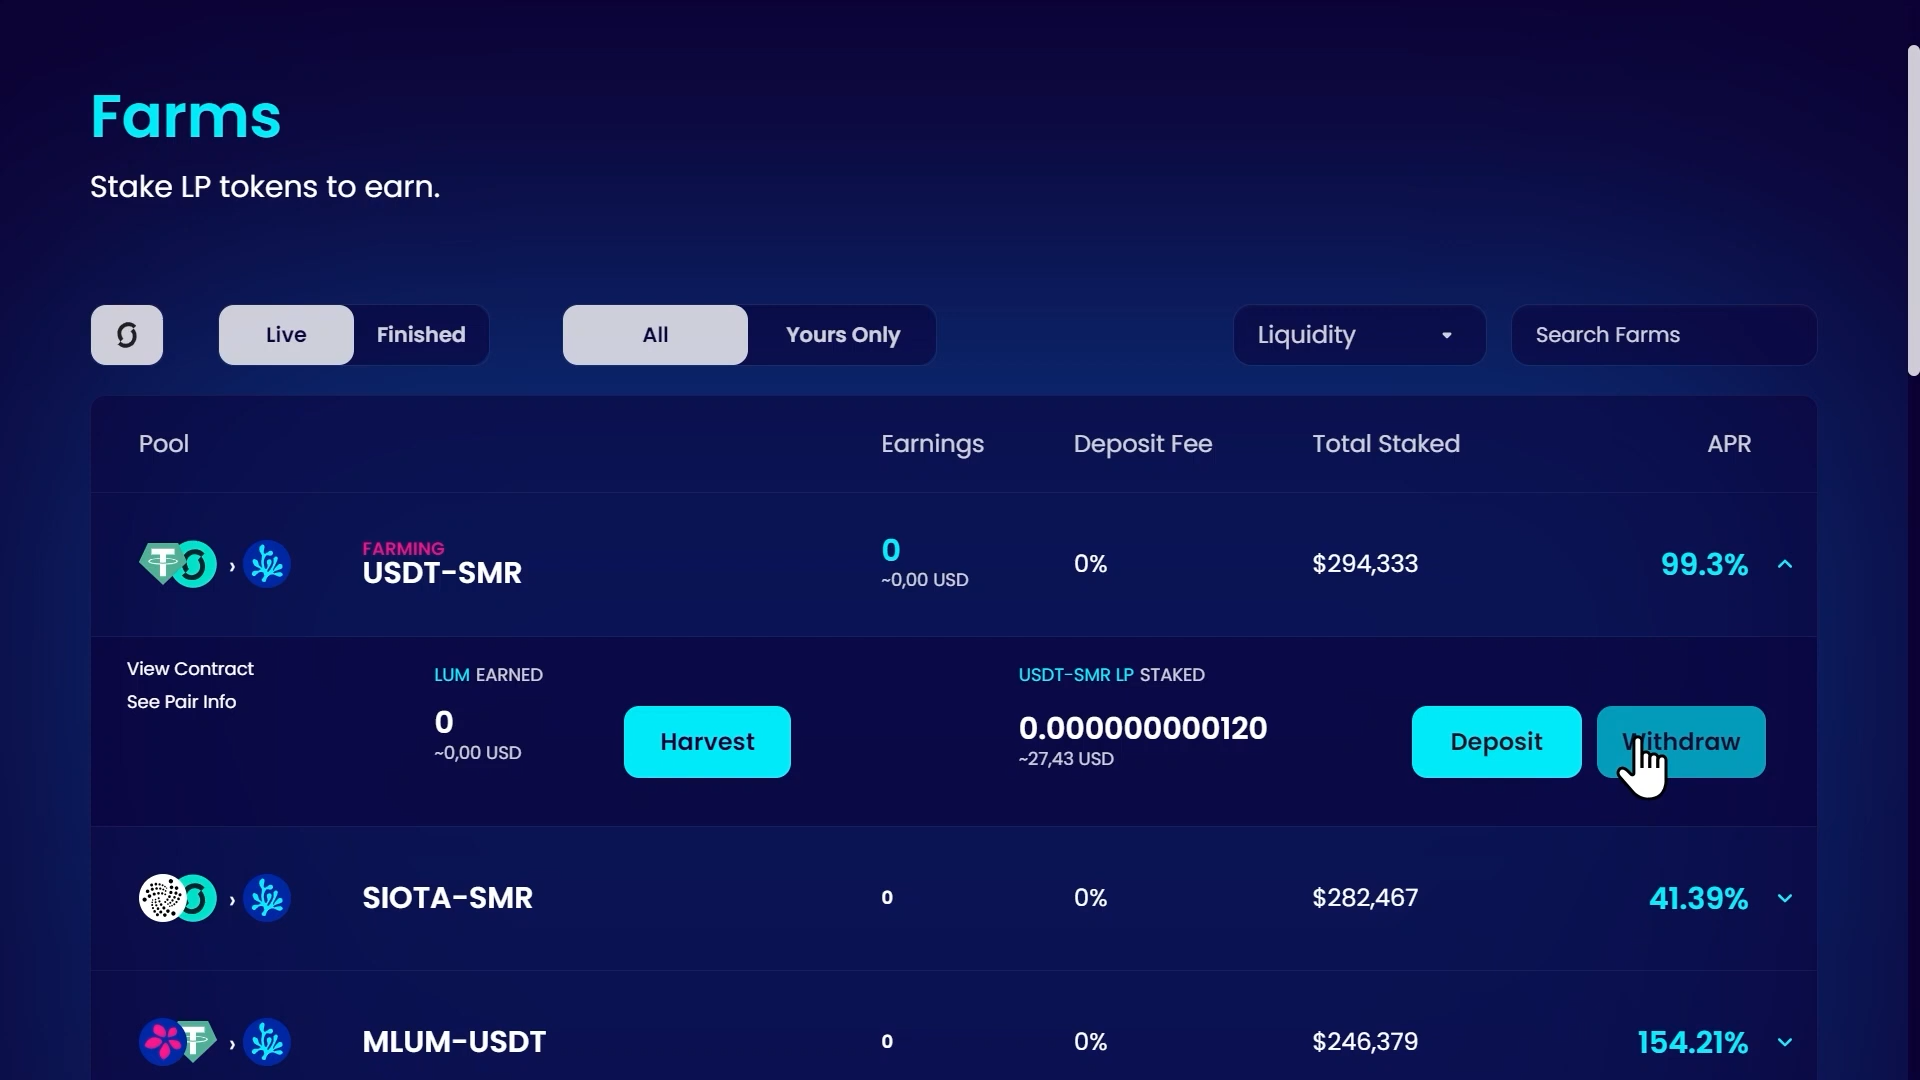 Farms
Stake LP tokens to earn.
Live Finished All Yours Only Liquidity Search Farms
Pool Earnings Deposit Fee Total Staked APR
FARMING
USDT-SMR 0 0% $294,333 99.3%
~0,00 USD
View Contract
See Pair Info
LUM EARNED
0
~0,00 USD
Harvest
USDT-SMR LP STAKED
0.000000000120
~27,43 USD
Deposit Withdraw
SIOTA-SMR 0 0% $282,467 41.39%
MLUM-USDT 0 0% $246,379 154.21%